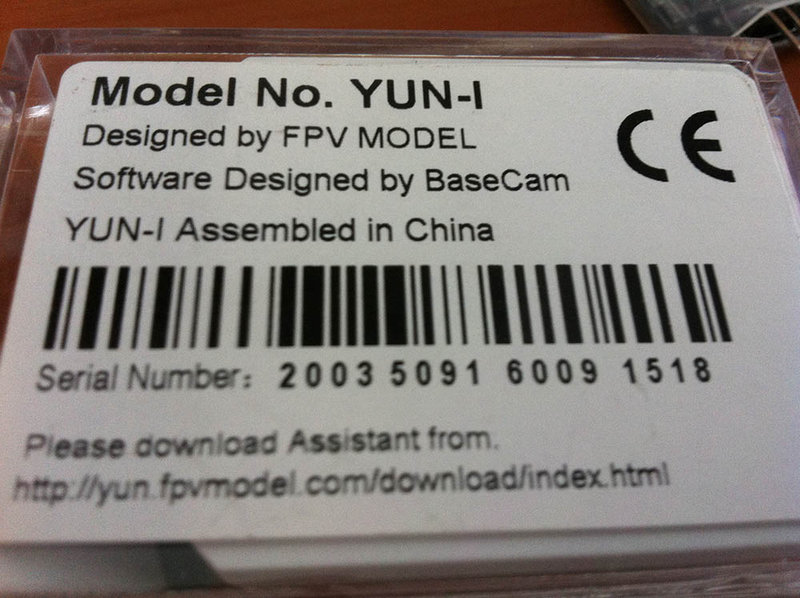 Model No. YUN-I
Designed by FPV MODEL
CE
Software Designed by BaseCam
YUN-I Assembled in China
Serial Number: 2003 5091 6009 1518
Please download Assistant from.
http://yun.fpvmodel.com/download/index.html